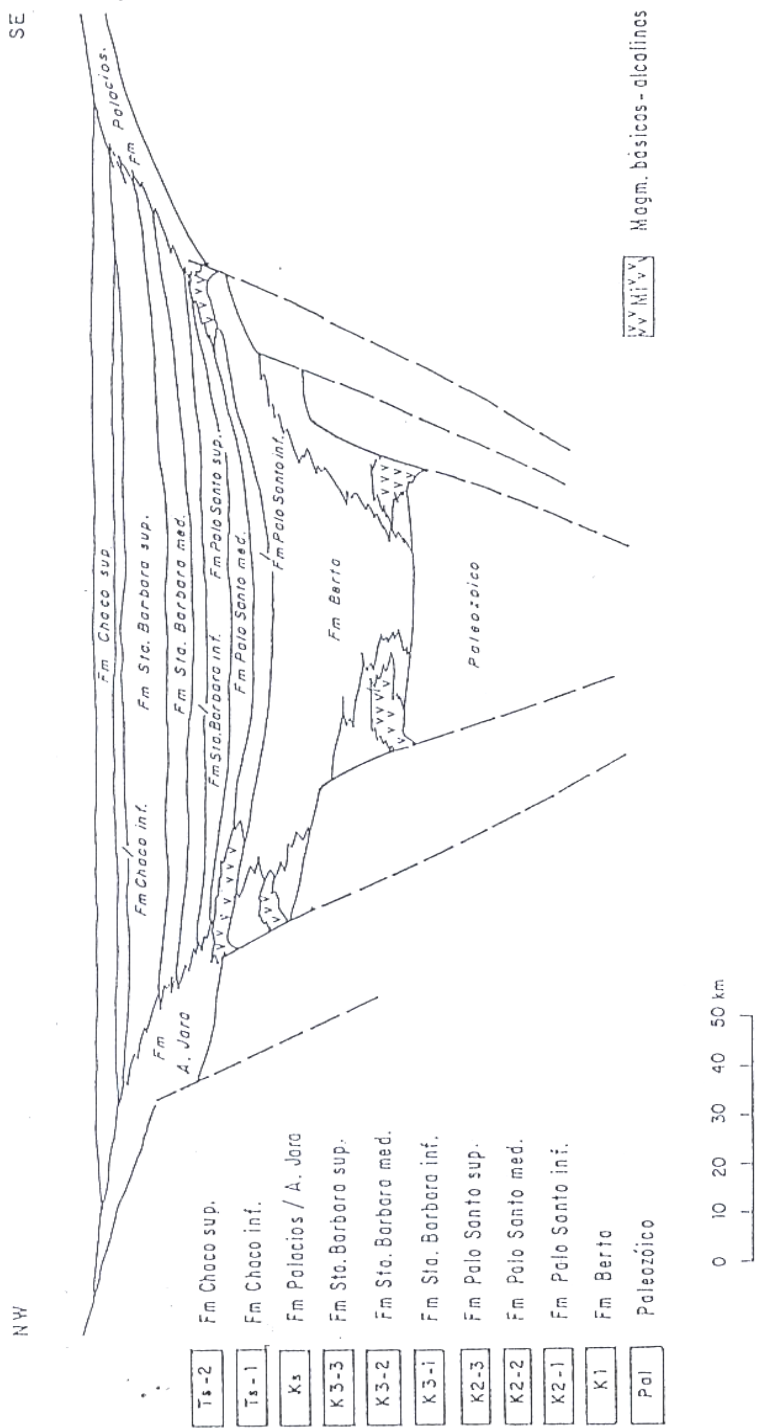 NW
SE
Fm Palacios.
Fm Chaco sup
Fm Chaco inf.
Fm Sta. Barbara sup.
Fm Sta. Barbara med.
Fm Sta. Barbara inf.
Fm Palo Santo sup.
Fm Palo Santo med.
Fm Palo Santo inf.
Fm
A. Jara
Fm Berta
Paleozoico
VV Mi VV Magm. básicos - alcalinos
Ts-2 Fm Chaco sup.
Ts-1 Fm Chaco inf.
Ks Fm Palacios / A. Jara
K3-3 Fm Sta. Barbara sup.
K3-2 Fm Sta. Barbara med.
K3-1 Fm Sta. Barbara inf.
K2-3 Fm Palo Santo sup.
K2-2 Fm Palo Santo med.
K2-1 Fm Palo Santo inf.
K1 Fm Berta
Pal Paleozóico
0 10 20 30 40 50 km